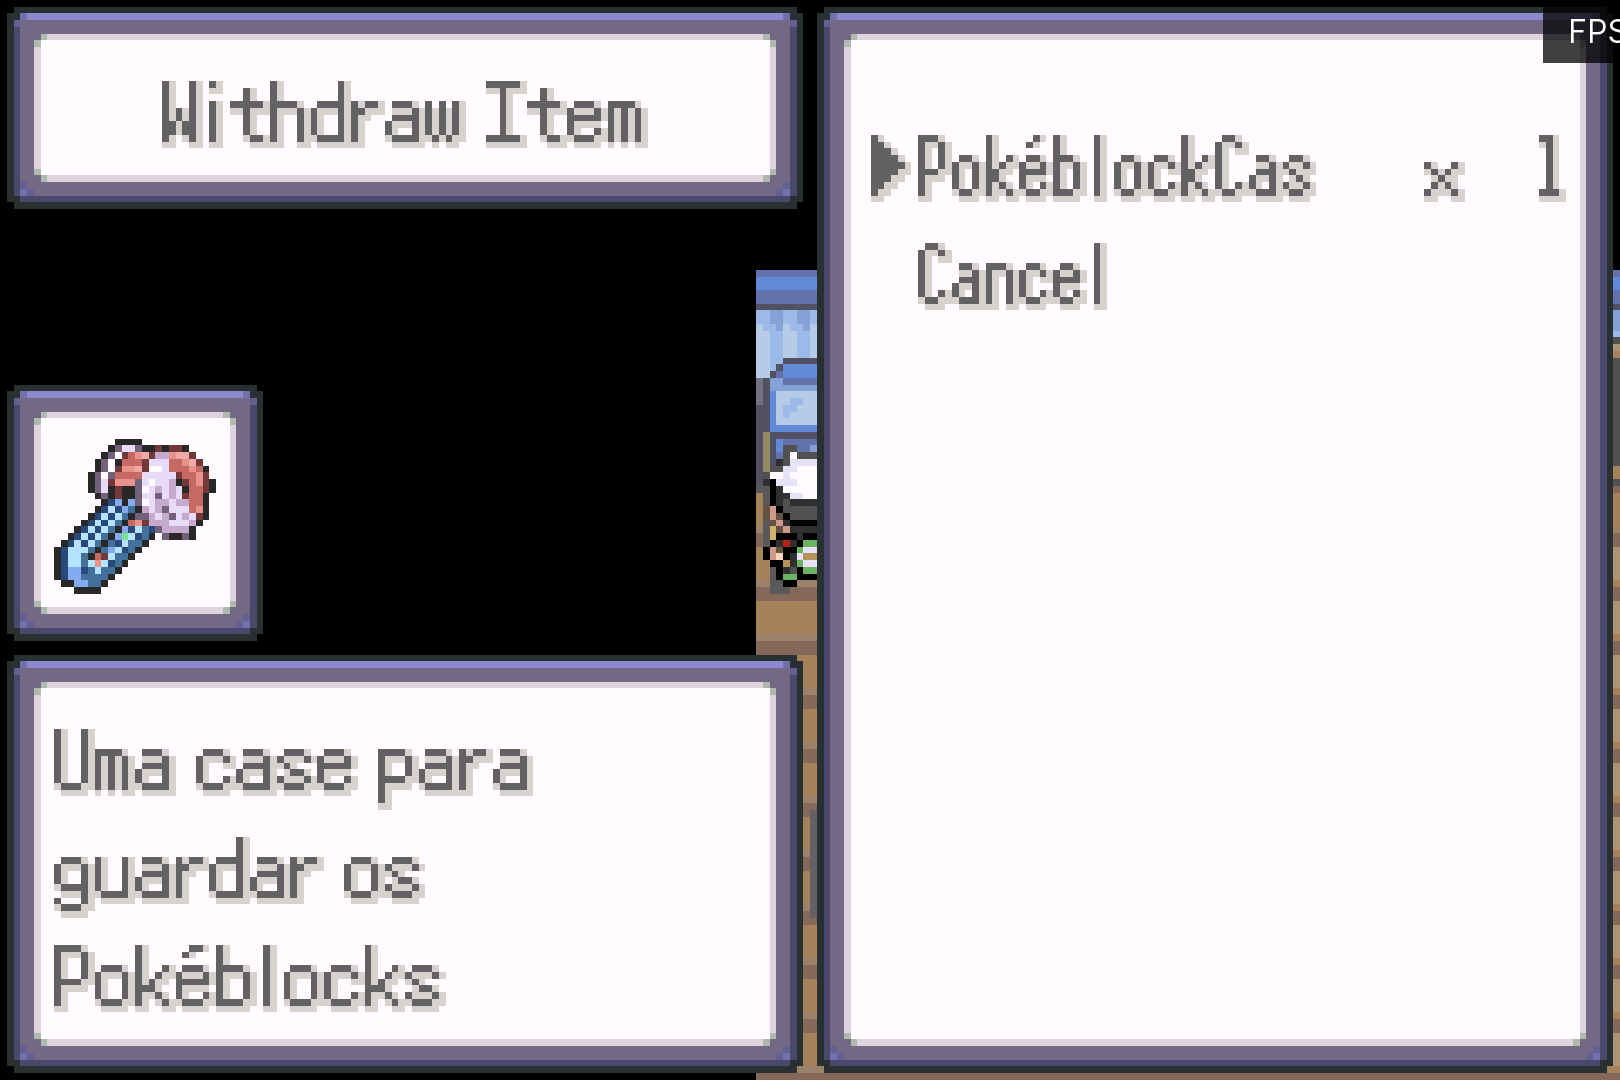 Withdraw Item
FPS
▶PokéblockCas x 1
Cancel
Uma case para
guardar os
Pokéblocks